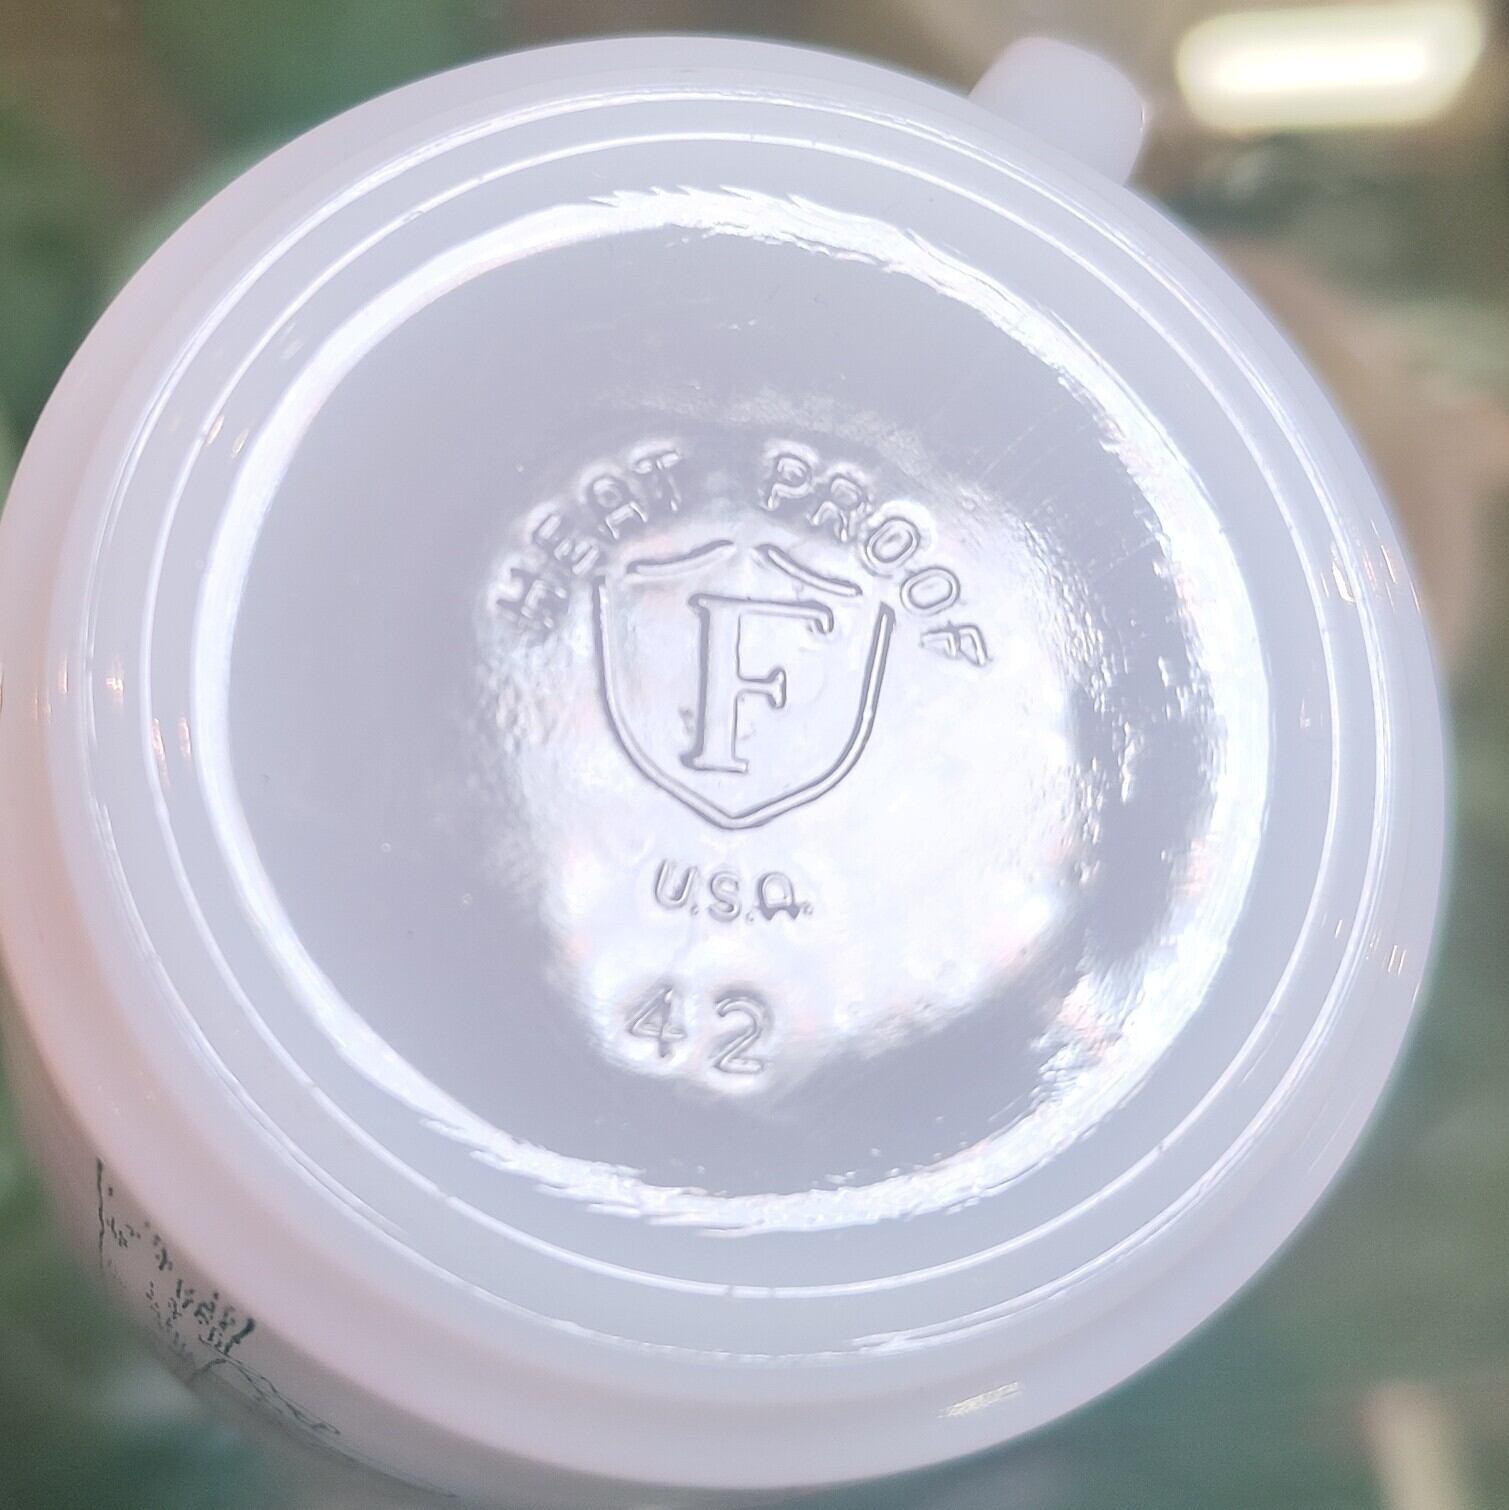 HEAT PROOF
F
U.S.A.
42